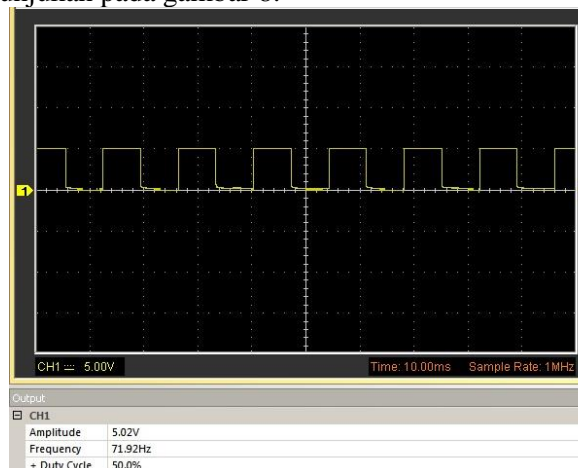 unjukan pada gambar 6.
1
CH1 5.00V Time: 10.00ms Sample Rate: 1MHz
Output
CH1
Amplitude 5.02V
Frequency 71.92Hz
+ Duty Cycle 50.0%